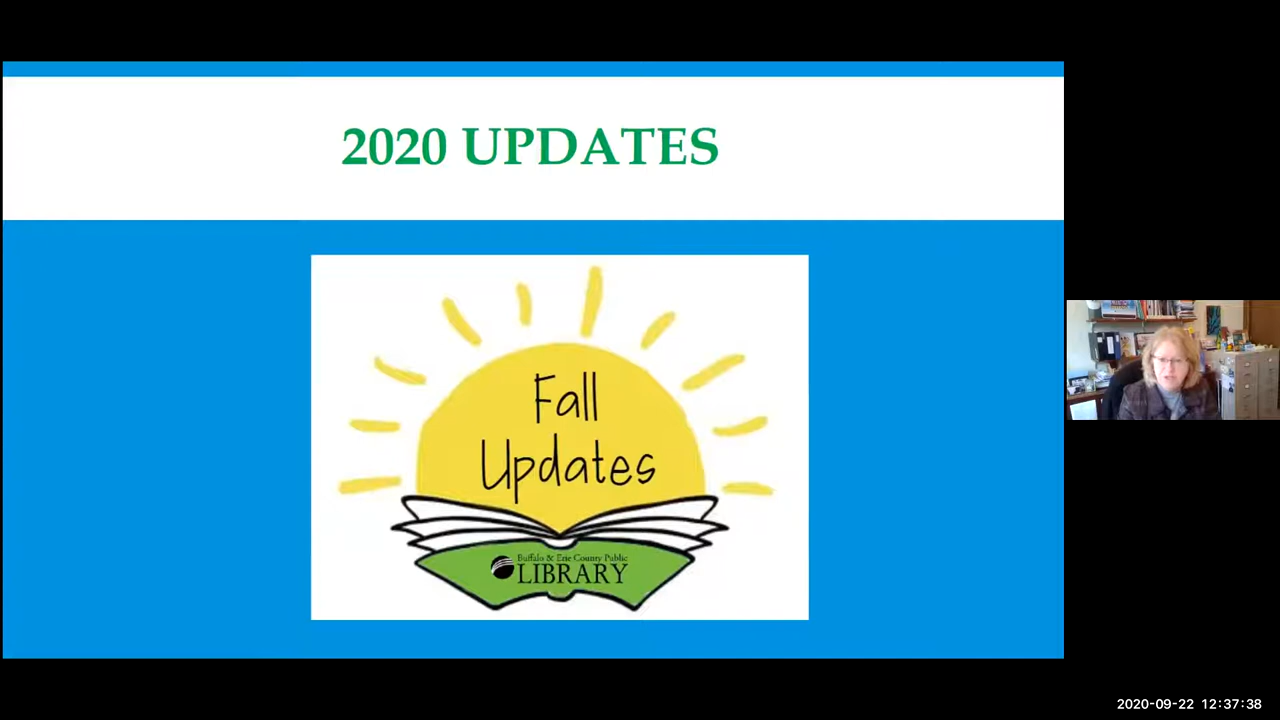 2020 UPDATES
Fall
Updates
Buffalo & Erie County Public
LIBRARY
2020-09-22 12:37:38